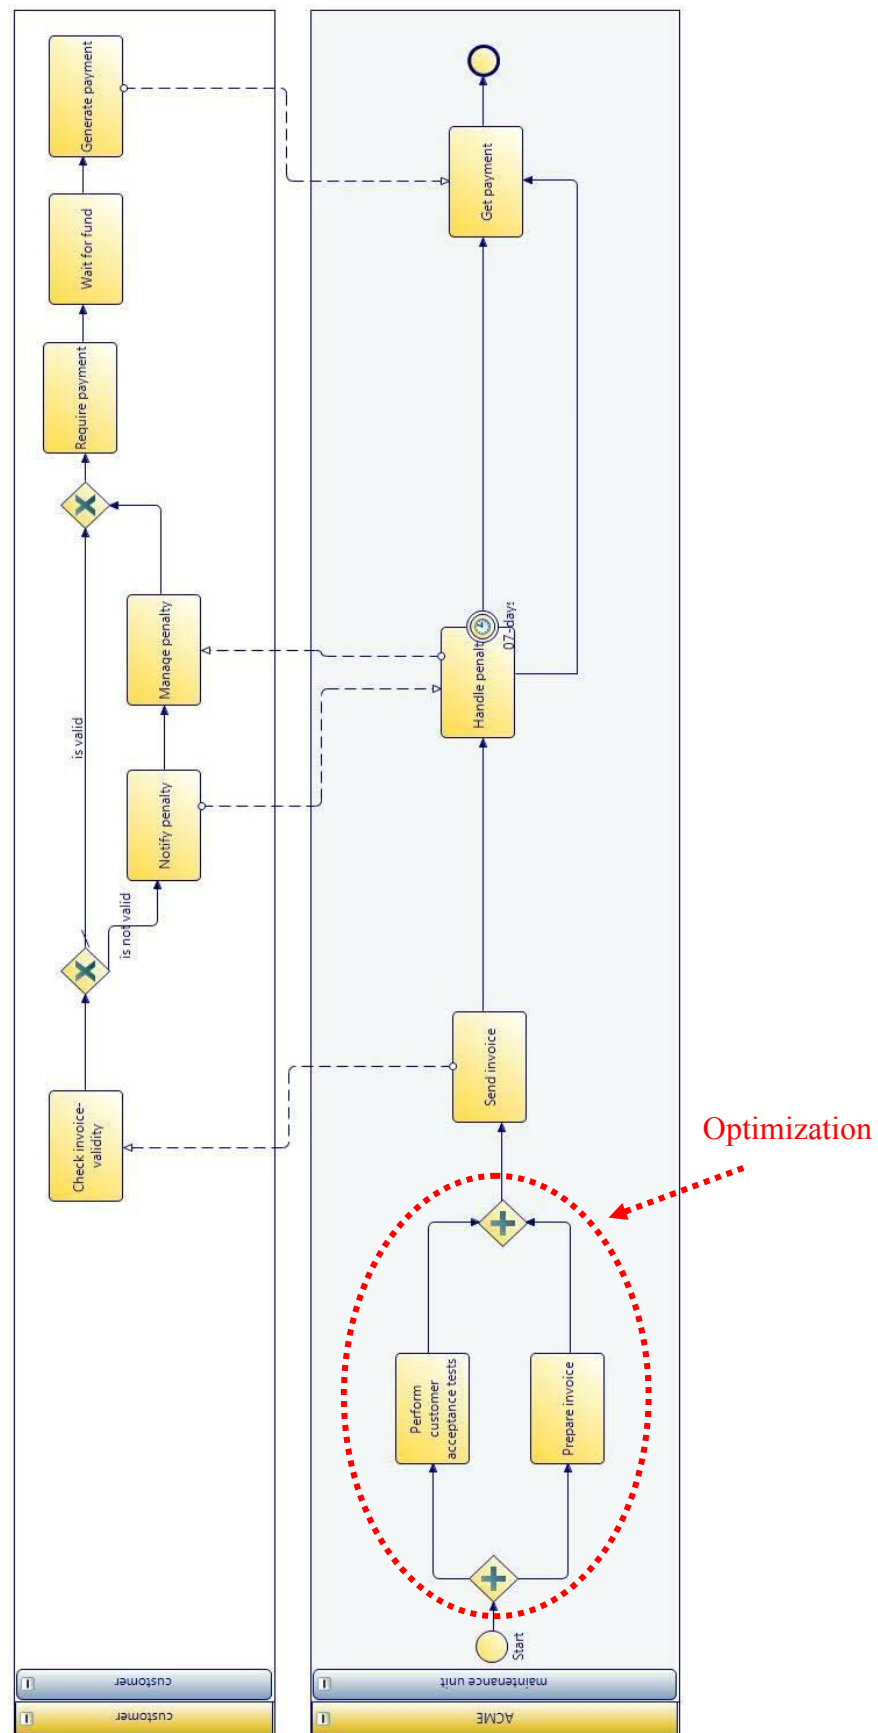 customer
customer
Check invoice-
validity
is not valid
is valid
Notify penalty
Manage penalty
Require payment
Wait for fund
Generate payment
ACME
maintenance unit
Start
Perform
customer
acceptance tests
Prepare invoice
Send invoice
Handle penalt
07-days
Get payment
Optimization